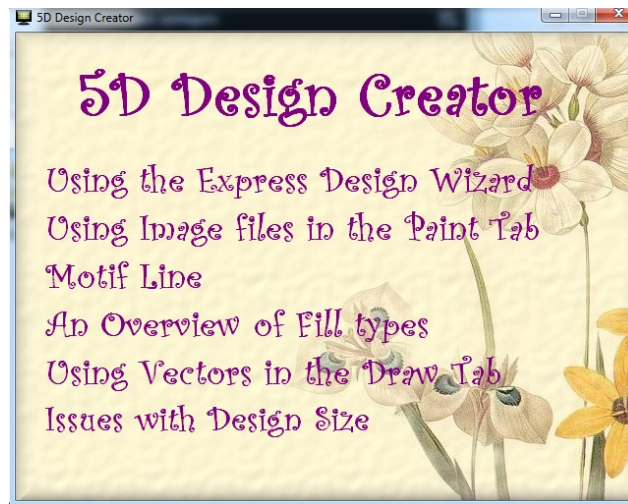 5D Design Creator
5D Design Creator
Using the Express Design Wizard
Using Image files in the Paint Tab
Motif Line
An Overview of Fill types
Using Vectors in the Draw Tab
Issues with Design Size